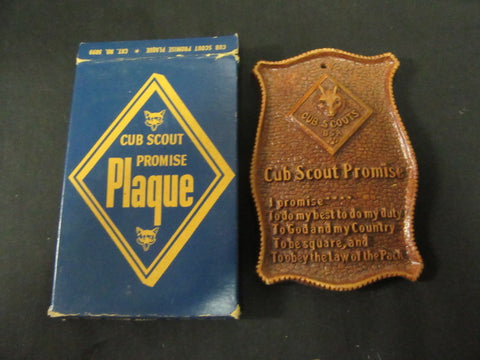 CUB SCOUT PROMISE PLAQUE * CAT. NO. 5098
CUB SCOUT
PROMISE
Plaque
CUB SCOUTS
B.S.A.
Cub Scout Promise
I promise....
To do my best to do my duty
To God and my Country
To be square, and
To obey the Law of the Pack